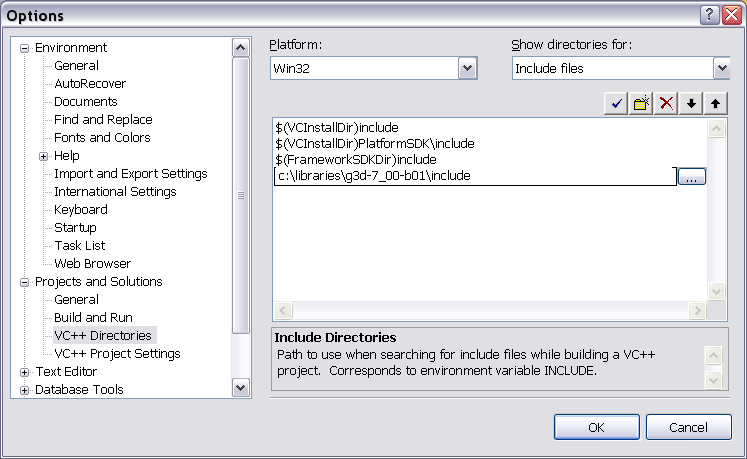 Options
Environment
General
AutoRecover
Documents
Find and Replace
Fonts and Colors
Help
Import and Export Settings
International Settings
Keyboard
Startup
Task List
Web Browser
Projects and Solutions
General
Build and Run
VC++ Directories
VC++ Project Settings
Text Editor
Database Tools
Platform:
Win32
Show directories for:
Include files
$(VCInstallDir)include
$(VCInstallDir)PlatformSDK\include
$(FrameworkSDKDir)include
c:\libraries\g3d-7_00-b01\include
...
Include Directories
Path to use when searching for include files while building a VC++
project.  Corresponds to environment variable INCLUDE.
OK
Cancel